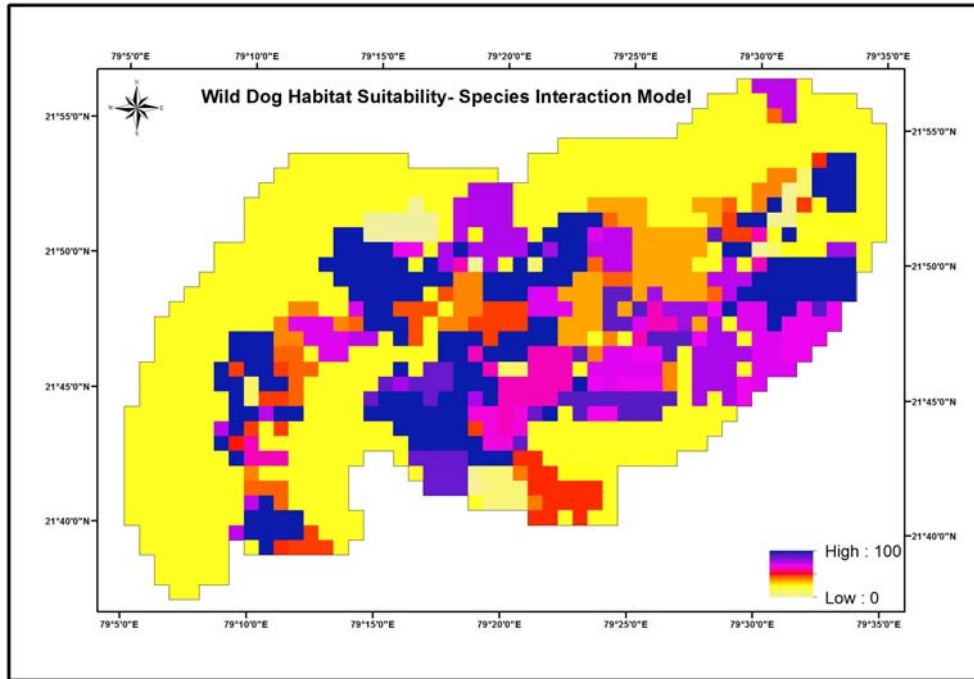 79°5'0"E 79°10'0"E 79°15'0"E 79°20'0"E 79°25'0"E 79°30'0"E 79°35'0"E
N
W E
S
Wild Dog Habitat Suitability- Species Interaction Model
21°55'0"N 21°55'0"N
21°50'0"N 21°50'0"N
21°45'0"N 21°45'0"N
21°40'0"N 21°40'0"N
High : 100
Low : 0
79°5'0"E 79°10'0"E 79°15'0"E 79°20'0"E 79°25'0"E 79°30'0"E 79°35'0"E